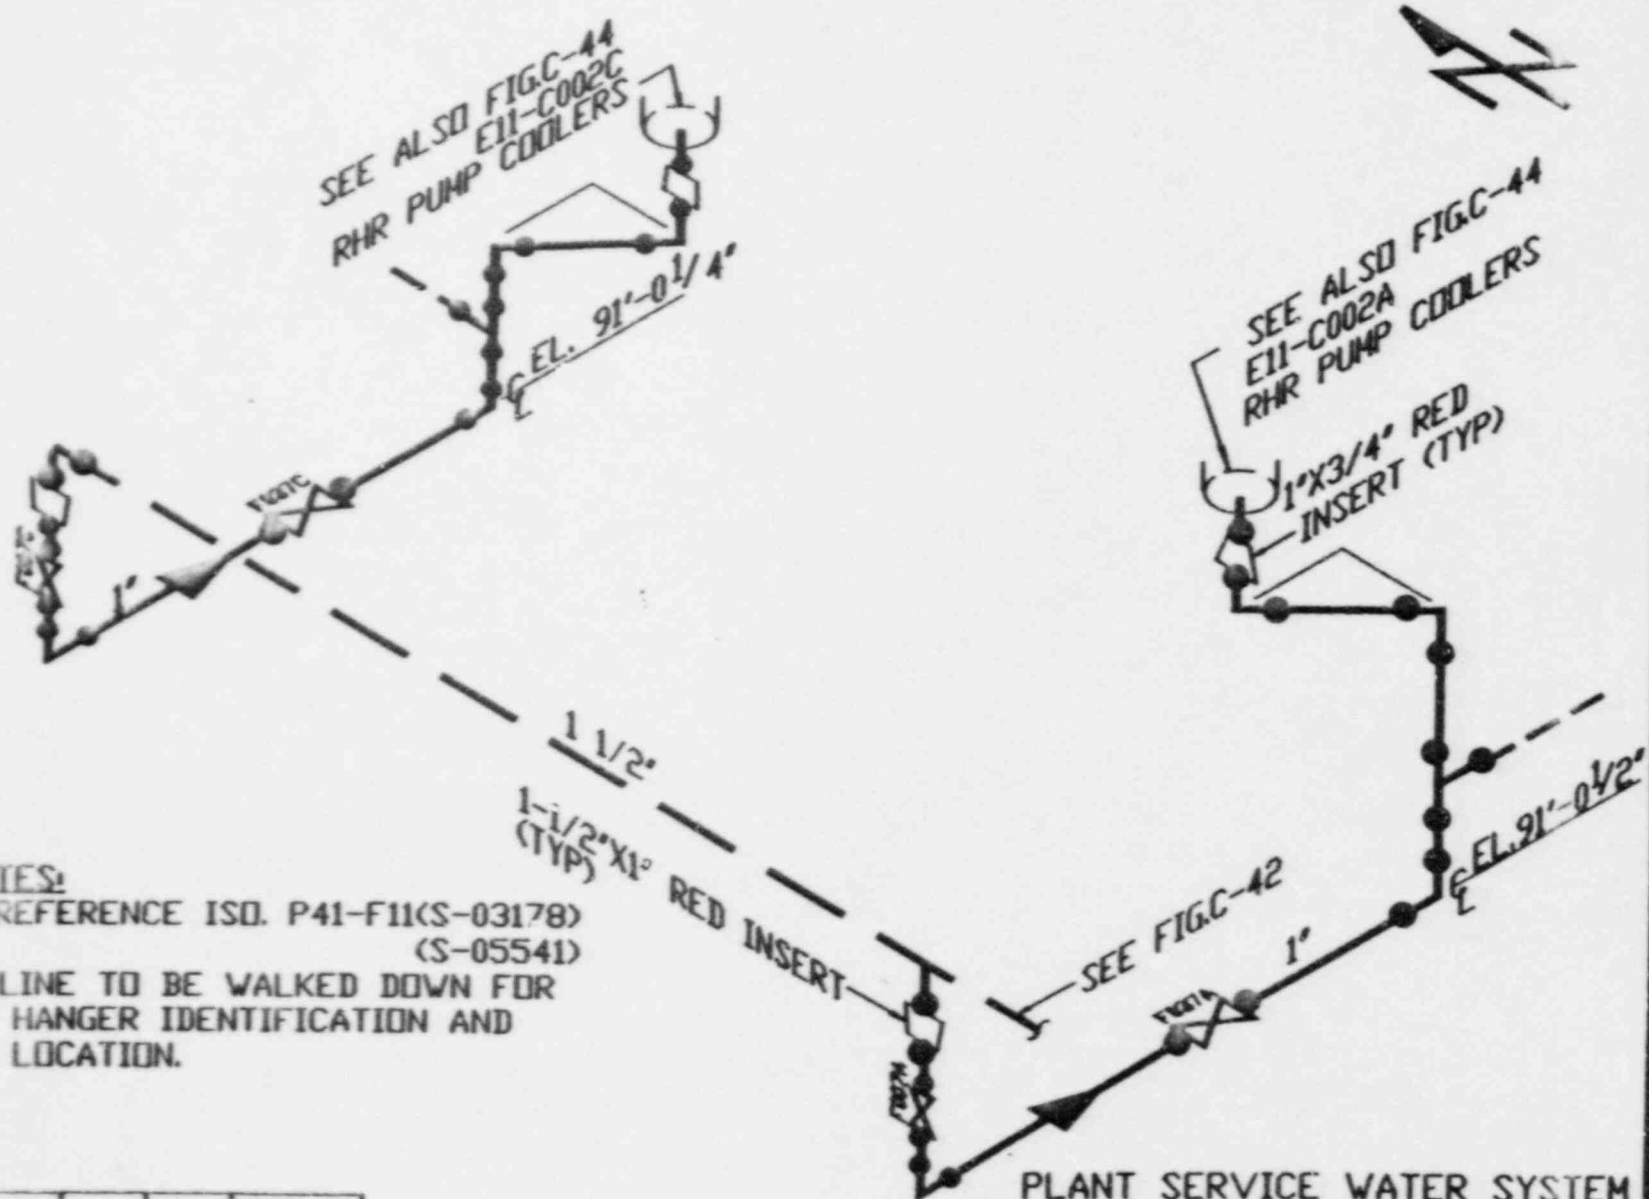 SEE ALSO FIG.C-44
E11-C002C
RHR PUMP COOLERS
EL. 91'-0 1/4"
1"
SEE ALSO FIG.C-44
E11-C002A
RHR PUMP COOLERS
1"X3/4" RED
INSERT (TYP)
1 1/2"
1-1/2"X1" RED INSERT
(TYP)
EL.91'-0 1/2"
SEE FIG.C-42
1"
TES:
REFERENCE ISO. P41-F11(S-03178)
(S-05541)
LINE TO BE WALKED DOWN FOR
HANGER IDENTIFICATION AND
LOCATION.
PLANT SERVICE WATER SYSTEM